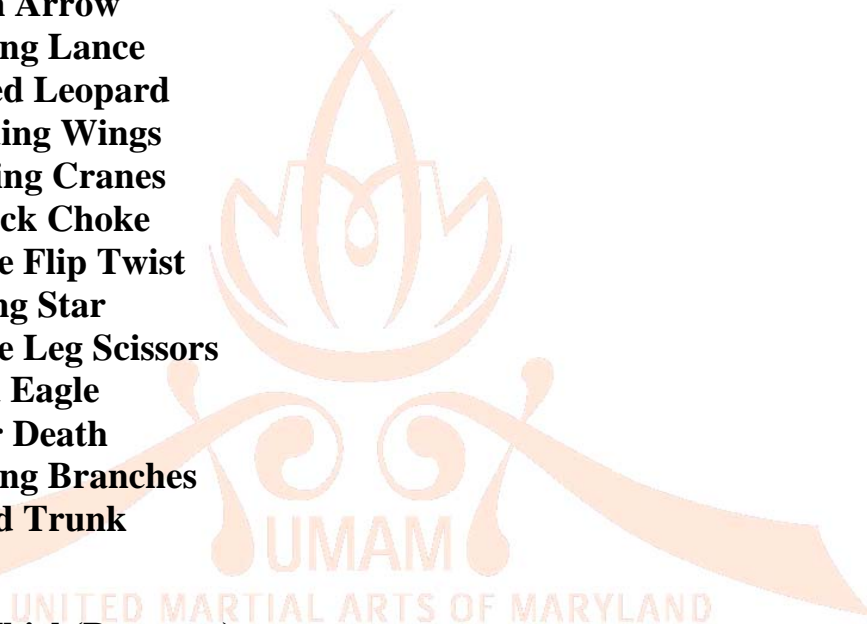 Arrow
ng Lance
ed Leopard
ing Wings
ing Cranes
ck Choke
e Flip Twist
ng Star
e Leg Scissors
Eagle
Death
ng Branches
d Trunk
UMAM
UNITED MARTIAL ARTS OF MARYLAND